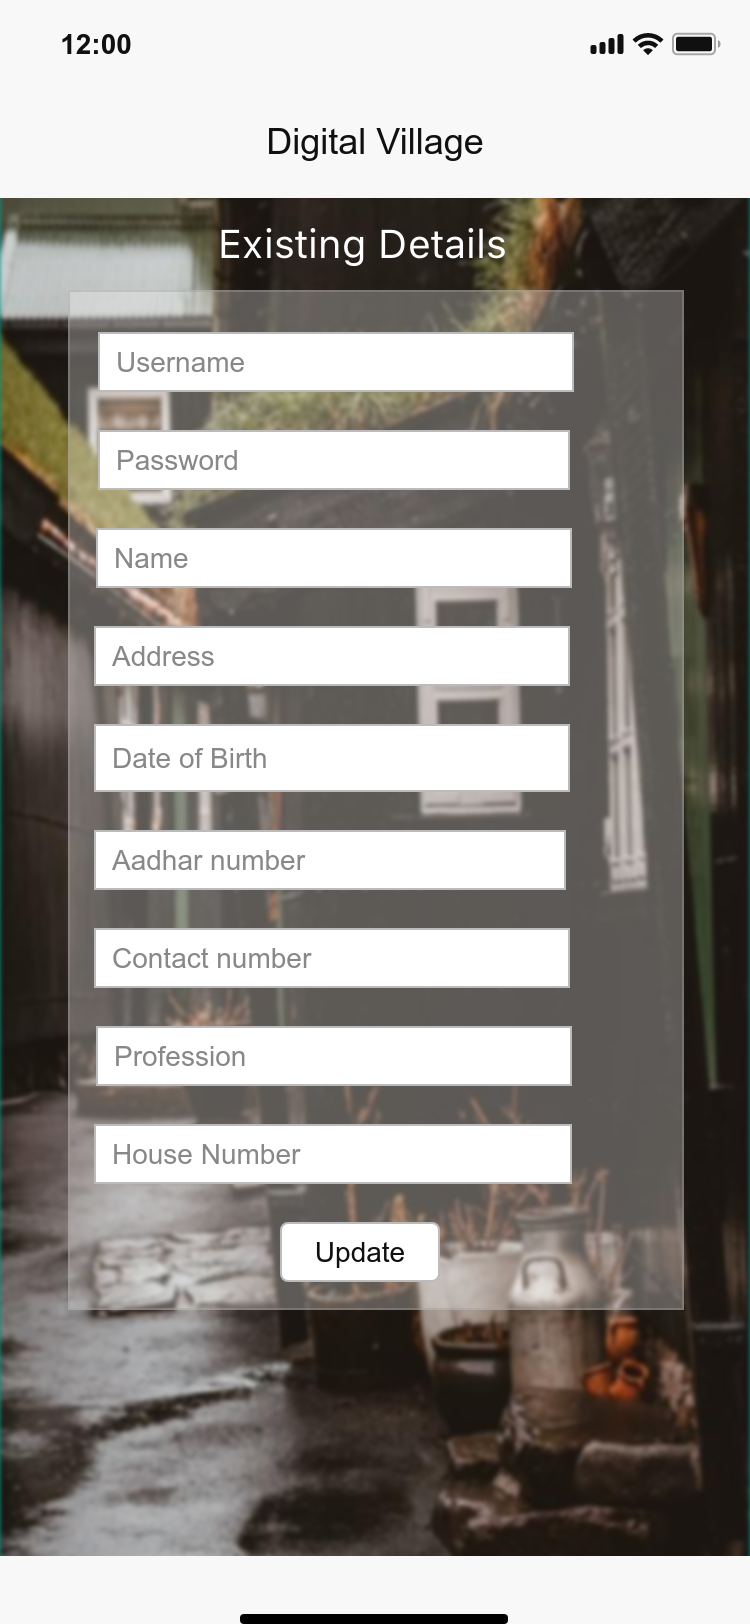 12:00
Digital Village
Existing Details
Username
Password
Name
Address
Date of Birth
Aadhar number
Contact number
Profession
House Number
Update